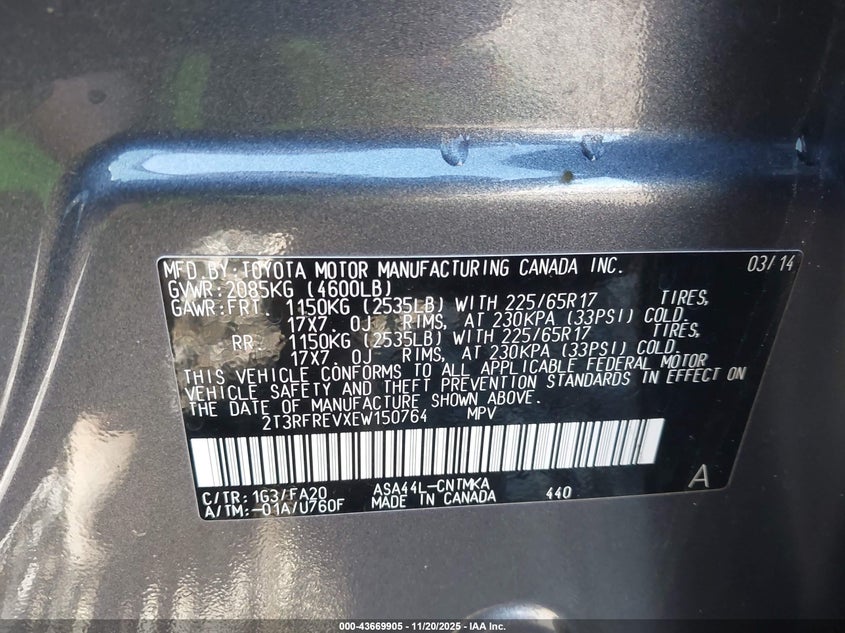 MFD.BY:TOYOTA MOTOR MANUFACTURING CANADA INC. 03/14
GVWR:2085KG (4600LB)
GAWR:FRT. 1150KG (2535LB) WITH 225/65R17 TIRES,
17X7.0J RIMS, AT 230KPA (33PSI) COLD.
RR. 1150KG (2535LB) WITH 225/65R17 TIRES,
17X7.0J RIMS, AT 230KPA (33PSI) COLD.
THIS VEHICLE CONFORMS TO ALL APPLICABLE FEDERAL MOTOR
VEHICLE SAFETY AND THEFT PREVENTION STANDARDS IN EFFECT ON
THE DATE OF MANUFACTURE SHOWN ABOVE.
2T3RFREVXEW150764 MPV
C/TR:163/FA20 ASA44L-CNTMKA 440 A
A/TM:-01A/U760F MADE IN CANADA
000-43669905 - 11/20/2025 - IAA Inc.